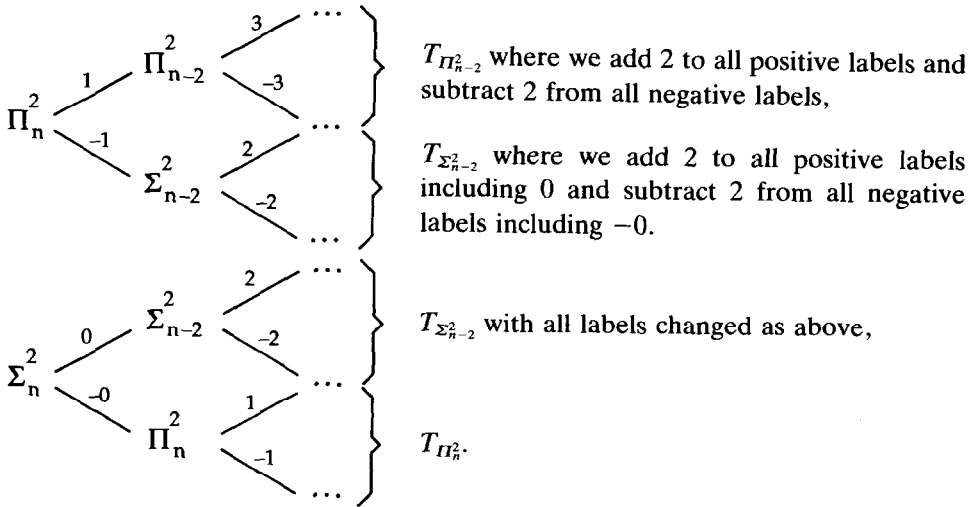 3 ...
1 Π²ₙ₋₂ -3 T_{Π²ₙ₋₂} where we add 2 to all positive labels and
subtract 2 from all negative labels,
Π²ₙ ...
-1 Σ²ₙ₋₂ 2 T_{Σ²ₙ₋₂} where we add 2 to all positive labels
-2 including 0 and subtract 2 from all negative
... labels including −0.
2 ...
0 Σ²ₙ₋₂ -2 T_{Σ²ₙ₋₂} with all labels changed as above,
Σ²ₙ ...
-0 Π²ₙ 1 T_{Π²ₙ}.
-1
...